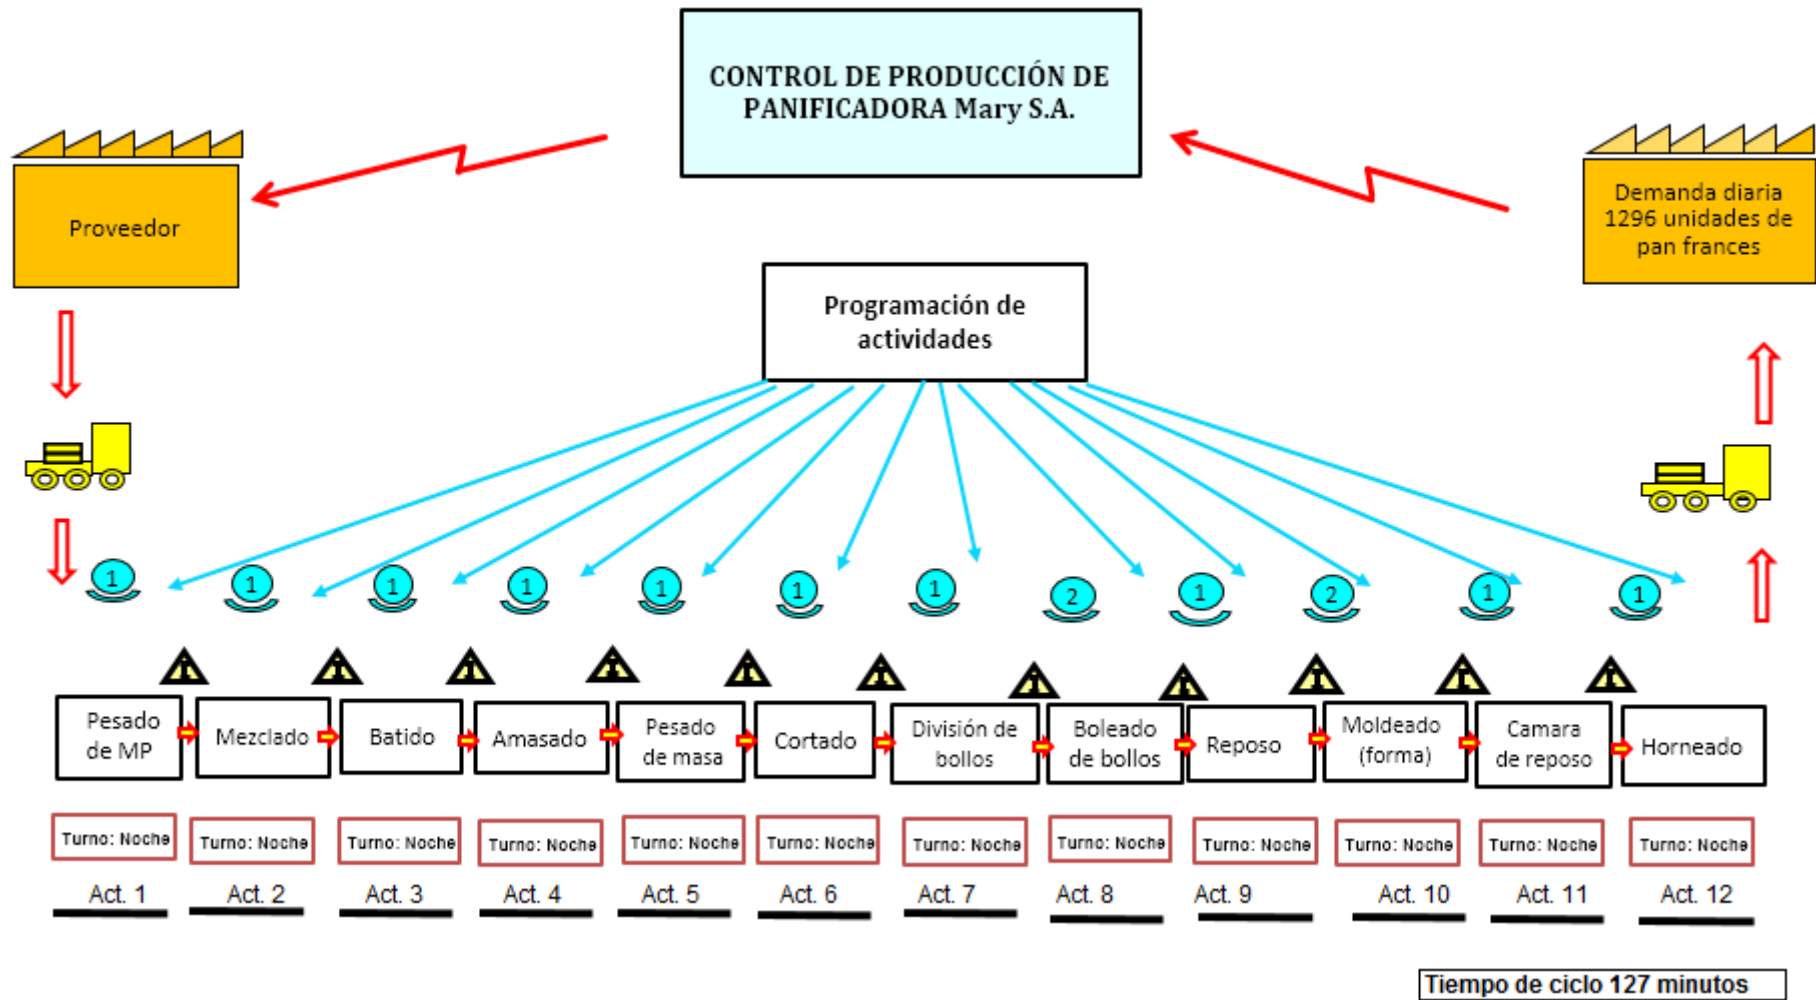 CONTROL DE PRODUCCIÓN DE
PANIFICADORA Mary S.A.
Proveedor
Demanda diaria
1296 unidades de
pan frances
Programación de
actividades
1
1
1
1
1
1
1
2
1
2
1
1
I
I
I
I
I
I
I
I
I
I
I
Pesado
de MP
Mezclado
Batido
Amasado
Pesado
de masa
Cortado
División de
bollos
Boleado
de bollos
Reposo
Moldeado
(forma)
Camara
de reposo
Horneado
Turno: Noche
Turno: Noche
Turno: Noche
Turno: Noche
Turno: Noche
Turno: Noche
Turno: Noche
Turno: Noche
Turno: Noche
Turno: Noche
Turno: Noche
Turno: Noche
Act. 1
Act. 2
Act. 3
Act. 4
Act. 5
Act. 6
Act. 7
Act. 8
Act. 9
Act. 10
Act. 11
Act. 12
Tiempo de ciclo 127 minutos